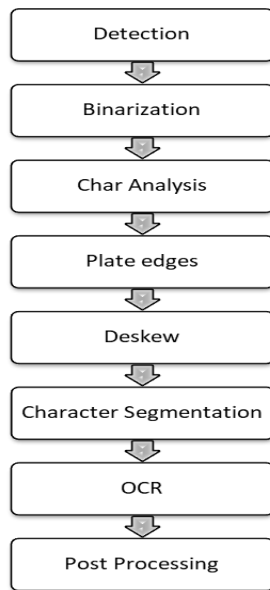 Detection
Binarization
Char Analysis
Plate edges
Deskew
Character Segmentation
OCR
Post Processing